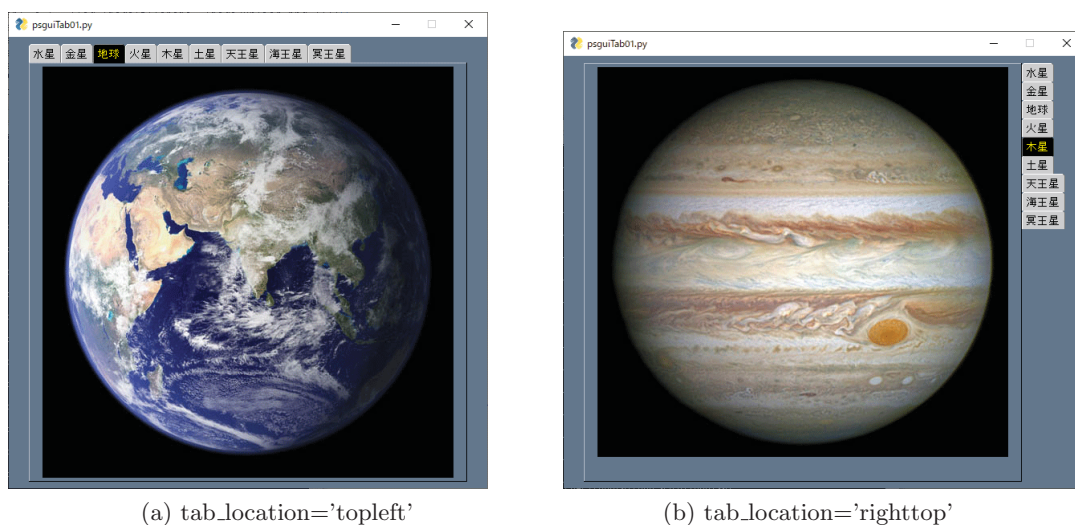 psguiTab01.py
水星 金星 地球 火星 木星 土星 天王星 海王星 冥王星
(a) tab_location='topleft'
psguiTab01.py
水星
金星
地球
火星
木星
土星
天王星
海王星
冥王星
(b) tab_location='righttop'